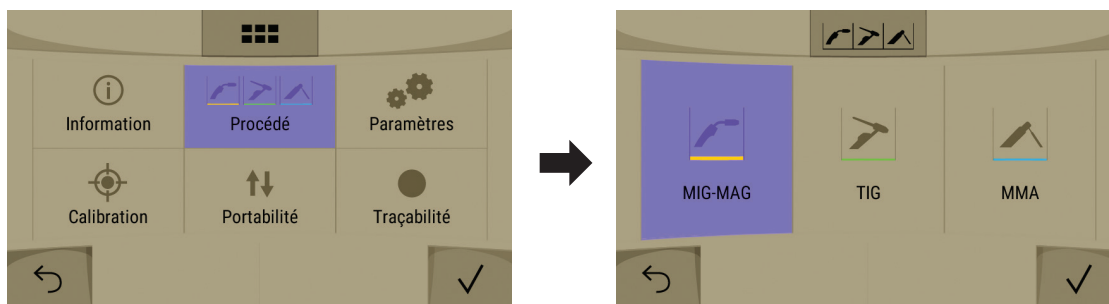 Information
Procédé
Paramètres
Calibration
Portabilité
Traçabilité
MIG-MAG
TIG
MMA